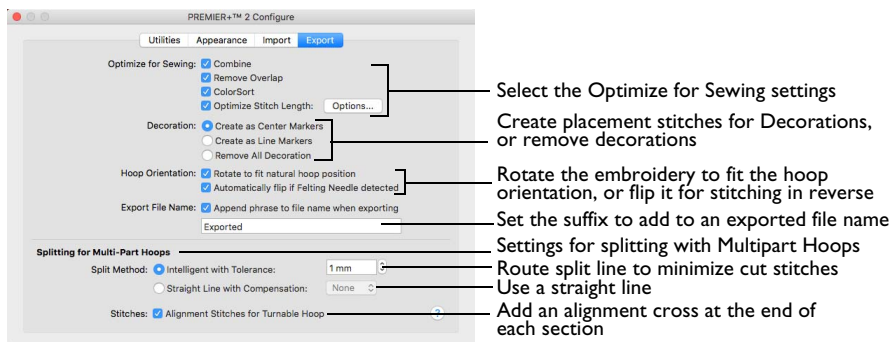 PREMIER+™ 2 Configure
Utilities Appearance Import Export
Optimize for Sewing: Combine
Remove Overlap
ColorSort
Optimize Stitch Length: Options...
Select the Optimize for Sewing settings
Decoration: Create as Center Markers
Create as Line Markers
Remove All Decoration
Create placement stitches for Decorations,
or remove decorations
Hoop Orientation: Rotate to fit natural hoop position
Automatically flip if Felting Needle detected
Rotate the embroidery to fit the hoop
orientation, or flip it for stitching in reverse
Export File Name: Append phrase to file name when exporting
Exported
Set the suffix to add to an exported file name
Splitting for Multi-Part Hoops
Settings for splitting with Multipart Hoops
Split Method: Intelligent with Tolerance: 1 mm
Route split line to minimize cut stitches
Straight Line with Compensation: None
Use a straight line
Stitches: Alignment Stitches for Turnable Hoop ?
Add an alignment cross at the end of
each section